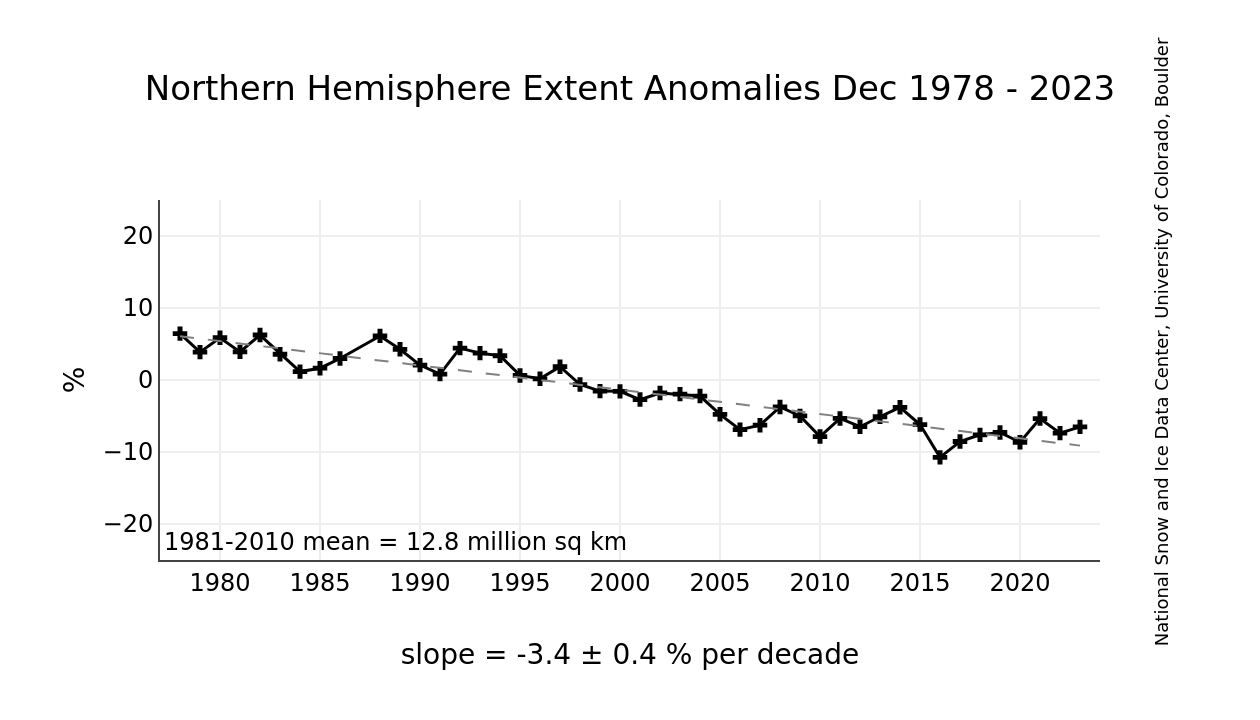 Northern Hemisphere Extent Anomalies Dec 1978 - 2023
National Snow and Ice Data Center, University of Colorado, Boulder
%
20
10
0
−10
−20
1981-2010 mean = 12.8 million sq km
1980 1985 1990 1995 2000 2005 2010 2015 2020
slope = -3.4 ± 0.4 % per decade